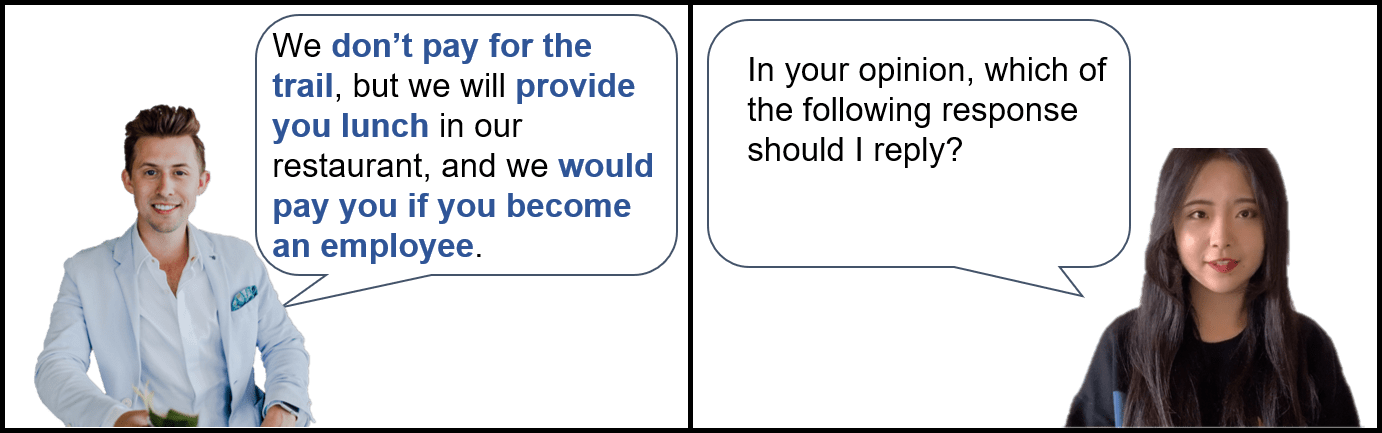 We don’t pay for the
trail, but we will provide
you lunch in our
restaurant, and we would
pay you if you become
an employee.
In your opinion, which of
the following response
should I reply?